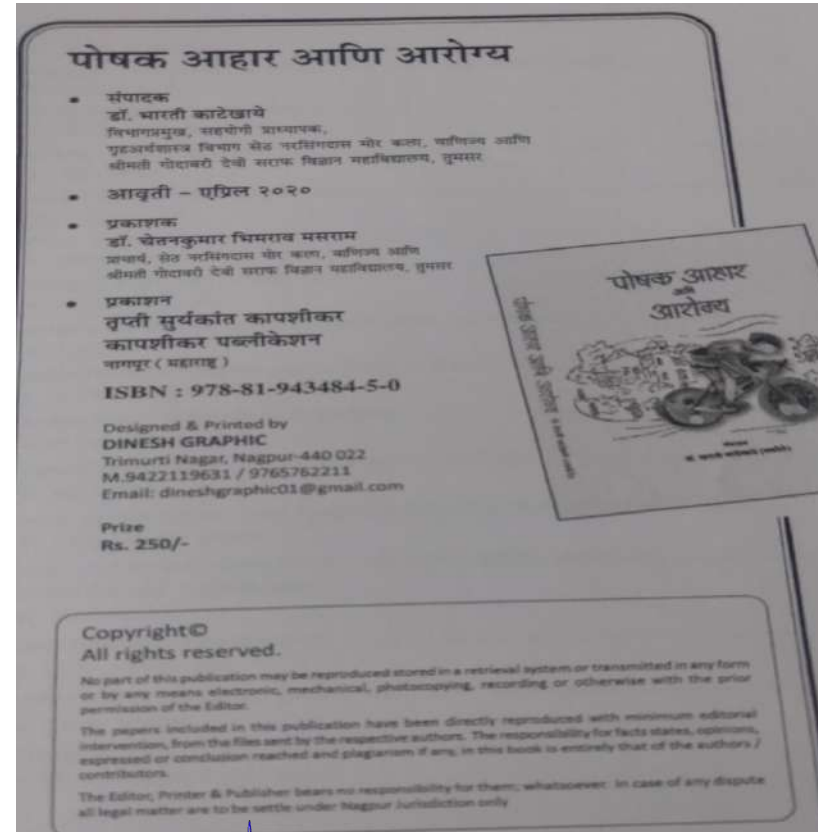 पोषक आहार आणि आरोग्य
• संपादक
डॉ. भारती काटेखाये
विभागप्रमुख, सहयोगी प्राध्यापक,
गृहअर्थशास्त्र विभाग सेठ नरसिंगदास मोर कला, वाणिज्य आणि
श्रीमती गोदावरी देवी सराफ विज्ञान महाविद्यालय, तुमसर
• आवृती – एप्रिल २०२०
• प्रकाशक
डॉ. चेतनकुमार भिमराव मसराम
प्राचार्य, सेठ नरसिंगदास मोर कला, वाणिज्य आणि
श्रीमती गोदावरी देवी सराफ विज्ञान महाविद्यालय, तुमसर
• प्रकाशन
तृप्ती सुर्यकांत कापशीकर
कापशीकर पब्लीकेशन
नागपूर ( महाराष्ट्र )
ISBN : 978-81-943484-5-0
Designed & Printed by
DINESH GRAPHIC
Trimurti Nagar, Nagpur-440 022
M.9422119631 / 9765762211
Email: dineshgraphic01@gmail.com
Prize
Rs. 250/-
पोषक आहार
आणि
आरोग्य
पोषक आहार आणि आरोग्य
Copyright©
All rights reserved.
No part of this publication may be reproduced stored in a retrieval system or transmitted in any form
or by any means electronic, mechanical, photocopying, recording or otherwise with the prior
permission of the Editor.
The papers included in this publication have been directly reproduced with minimum editorial
intervention, from the files sent by the respective authors. The responsibility for facts states, opinions,
expressed or conclusion reached and plagiarism if any, in this book is entirely that of the authors /
contributors.
The Editor, Printer & Publisher bears no responsibility for them; whatsoever. In case of any dispute
all legal matter are to be settle under Nagpur Jurisdiction only